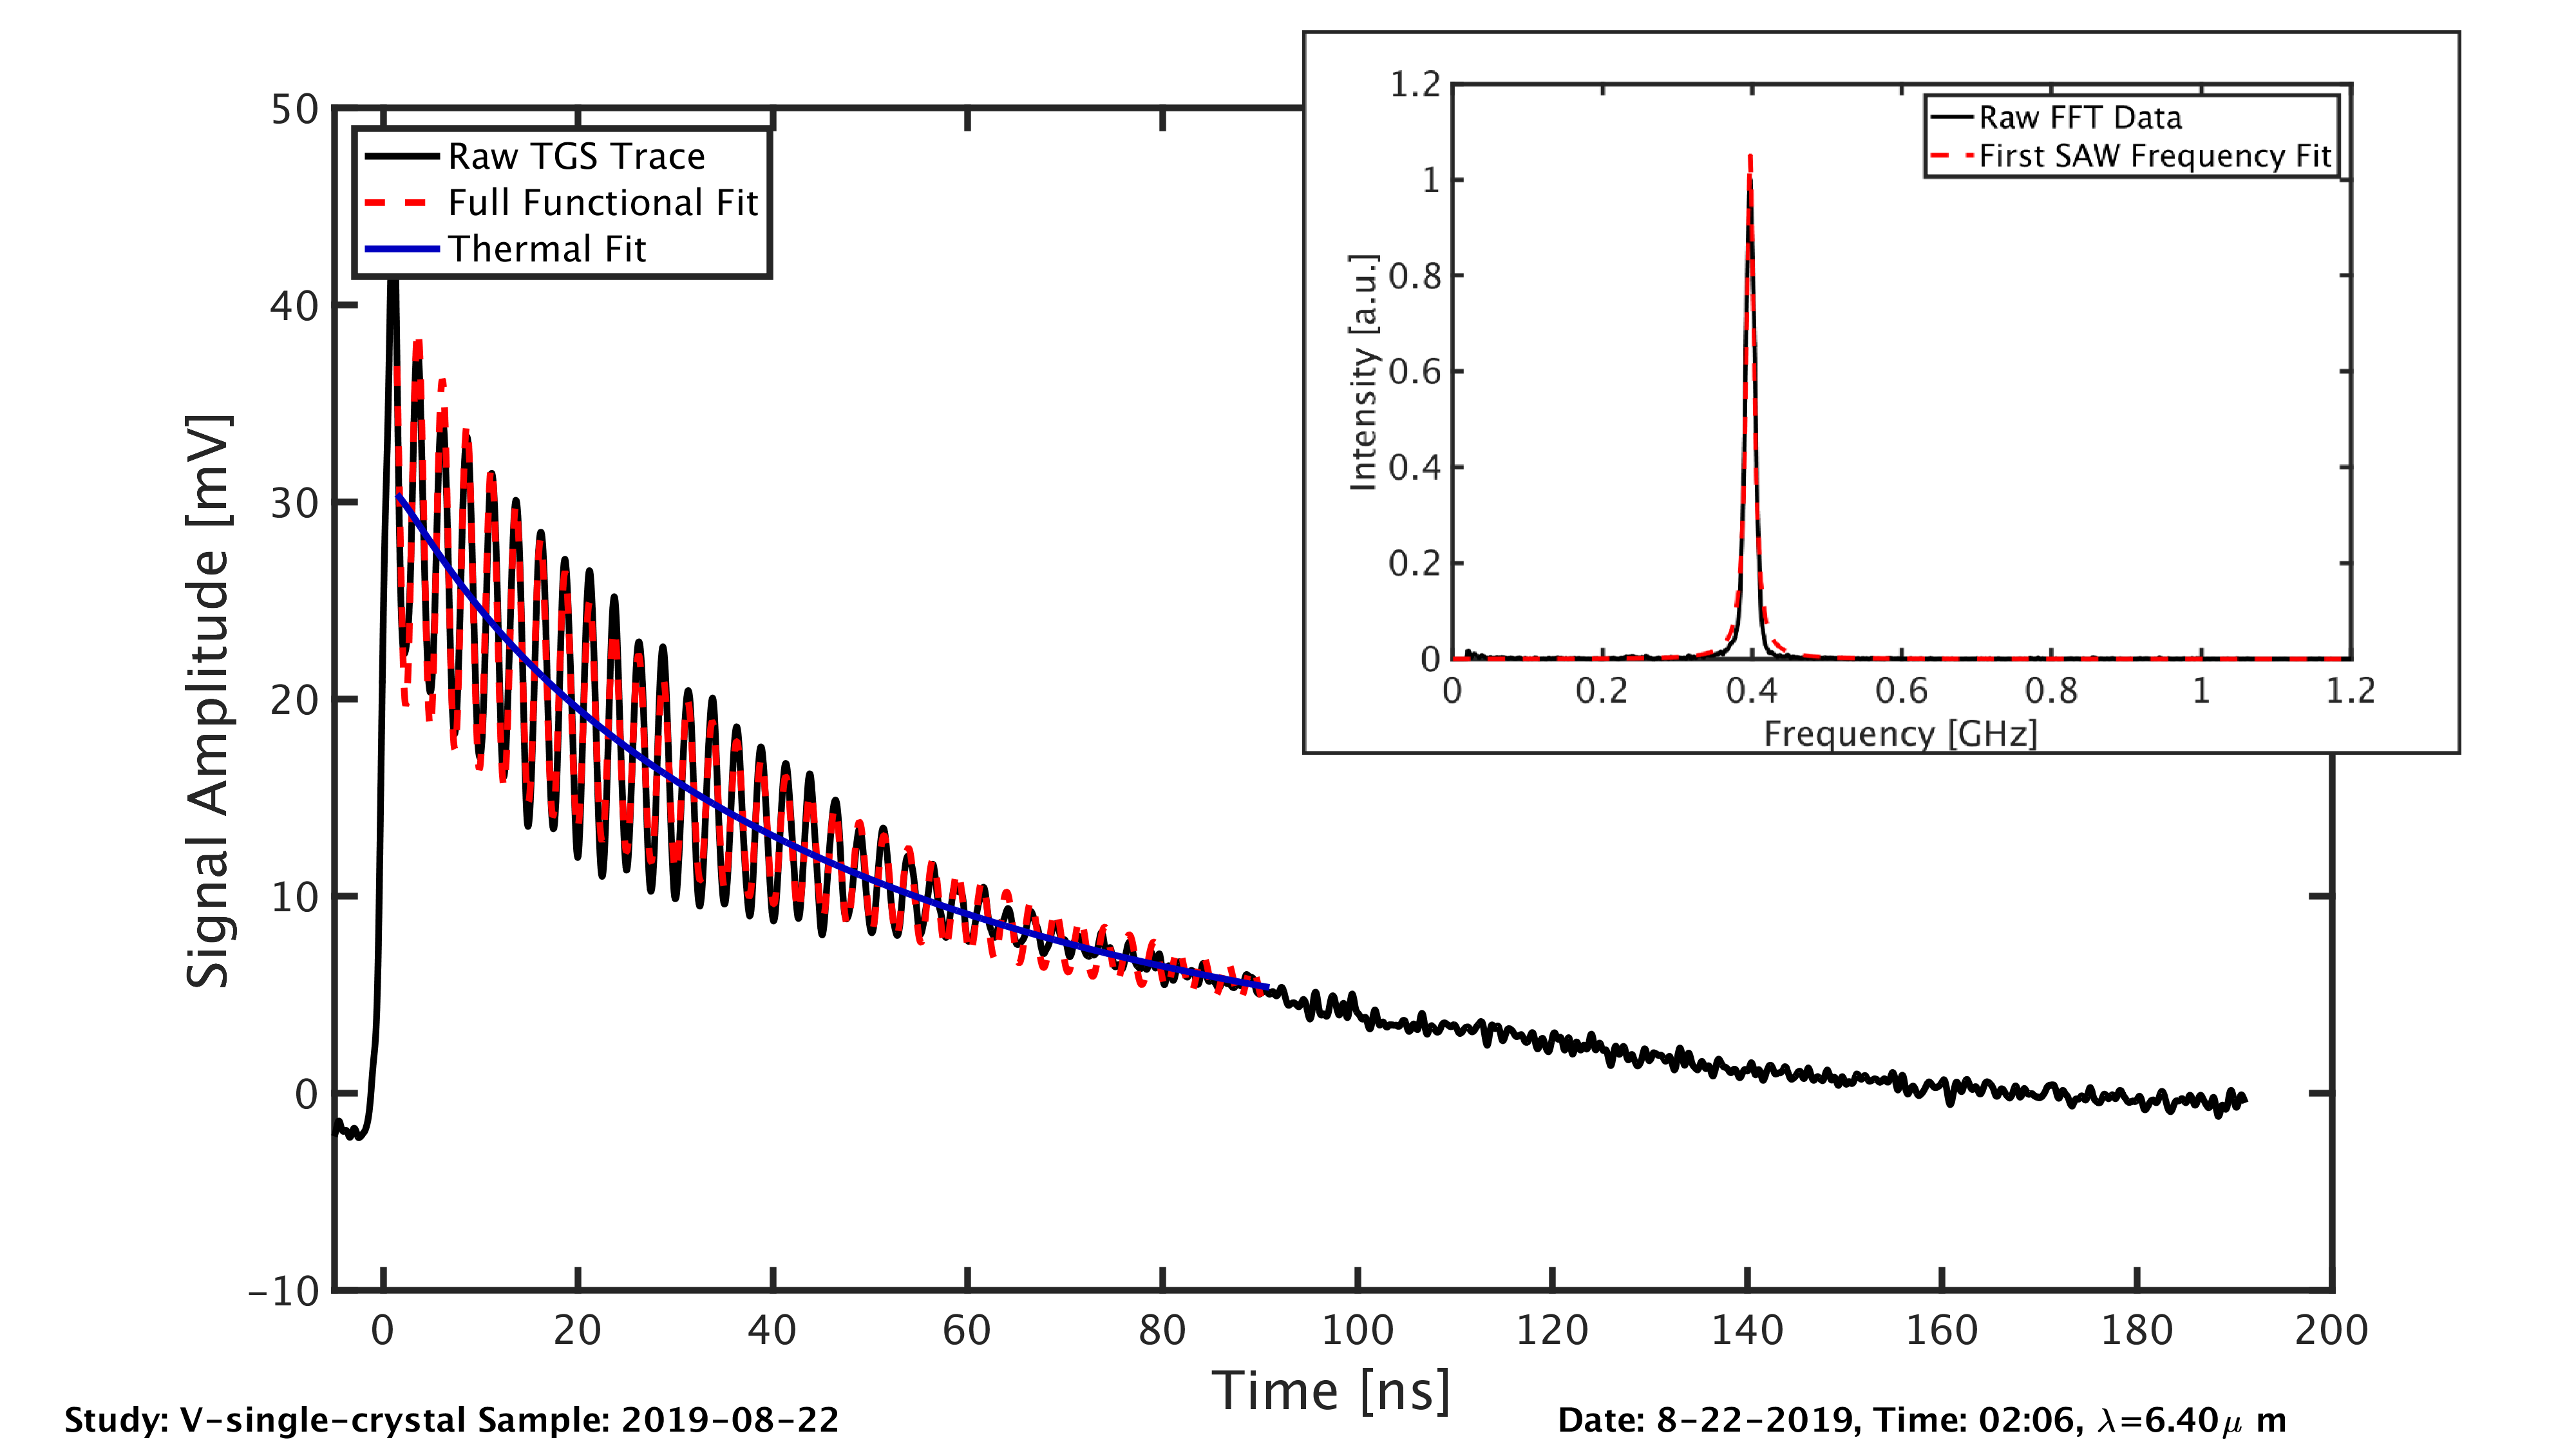 50
40
30
20
10
0
-10
Signal Amplitude [mV]
Raw TGS Trace
Full Functional Fit
Thermal Fit
0 20 40 60 80 100 120 140 160 180 200
Time [ns]
1.2
1
0.8
0.6
0.4
0.2
0
Intensity [a.u.]
Raw FFT Data
First SAW Frequency Fit
0 0.2 0.4 0.6 0.8 1 1.2
Frequency [GHz]
Study: V-single-crystal Sample: 2019-08-22
Date: 8-22-2019, Time: 02:06, λ=6.40μ m